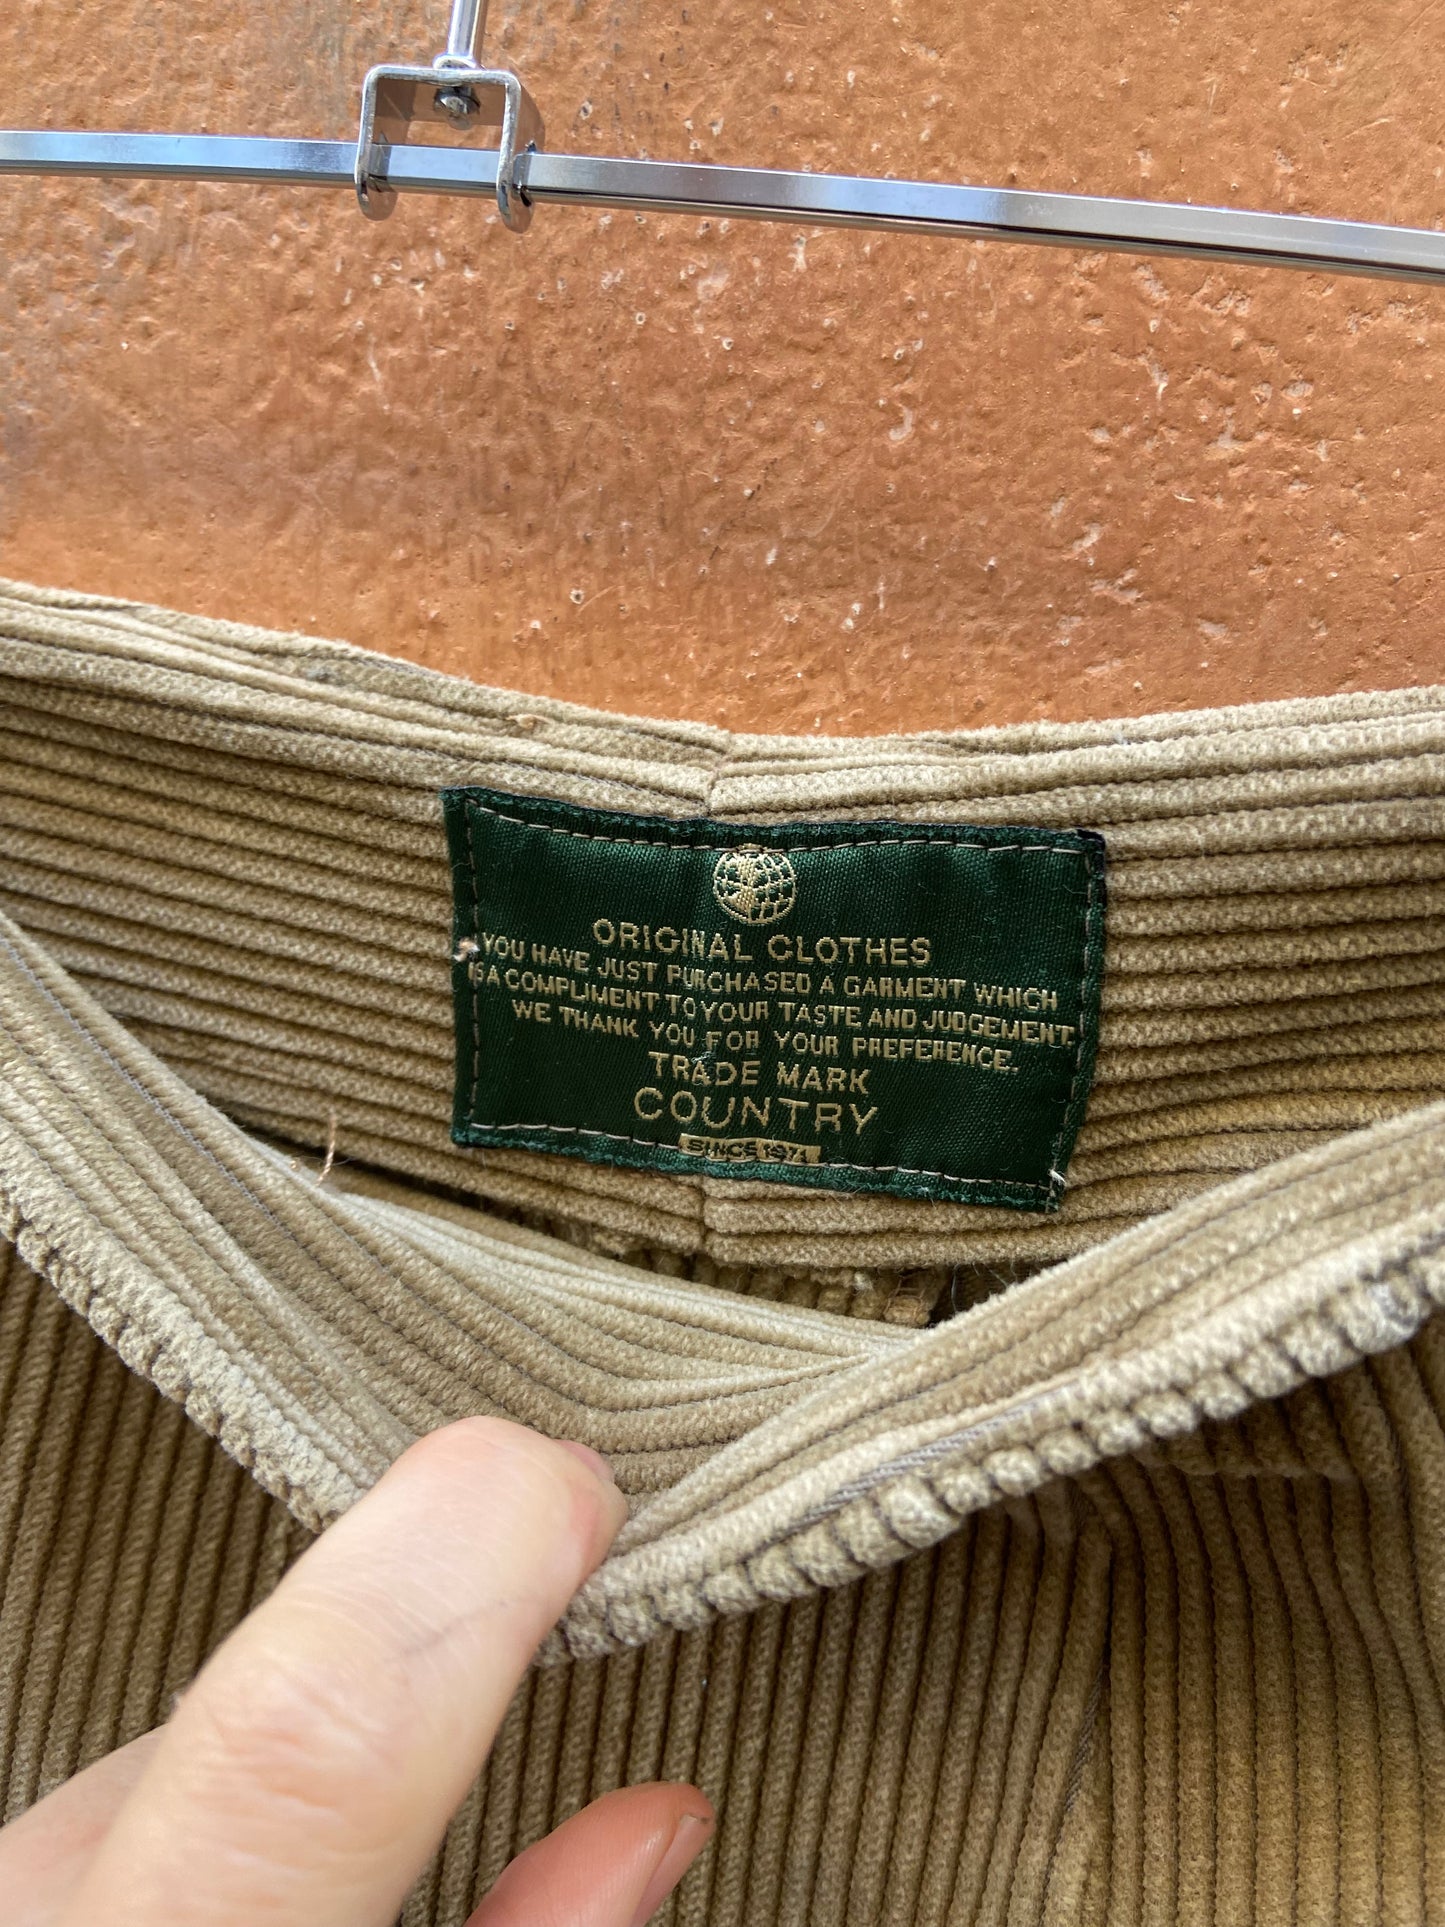 ORIGINAL CLOTHES
YOU HAVE JUST PURCHASED A GARMENT WHICH
IS A COMPLIMENT TO YOUR TASTE AND JUDGEMENT.
WE THANK YOU FOR YOUR PREFERENCE.
TRADE MARK
COUNTRY
SINCE 1971